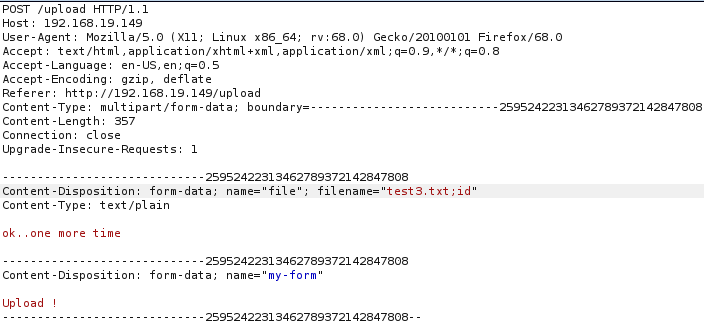 POST /upload HTTP/1.1
Host: 192.168.19.149
User-Agent: Mozilla/5.0 (X11; Linux x86_64; rv:68.0) Gecko/20100101 Firefox/68.0
Accept: text/html,application/xhtml+xml,application/xml;q=0.9,*/*;q=0.8
Accept-Language: en-US,en;q=0.5
Accept-Encoding: gzip, deflate
Referer: http://192.168.19.149/upload
Content-Type: multipart/form-data; boundary=---------------------------25952422313462789372142847808
Content-Length: 357
Connection: close
Upgrade-Insecure-Requests: 1
-----------------------------25952422313462789372142847808
Content-Disposition: form-data; name="file"; filename="test3.txt;id"
Content-Type: text/plain
ok..one more time
-----------------------------25952422313462789372142847808
Content-Disposition: form-data; name="my-form"
Upload !
-----------------------------25952422313462789372142847808--